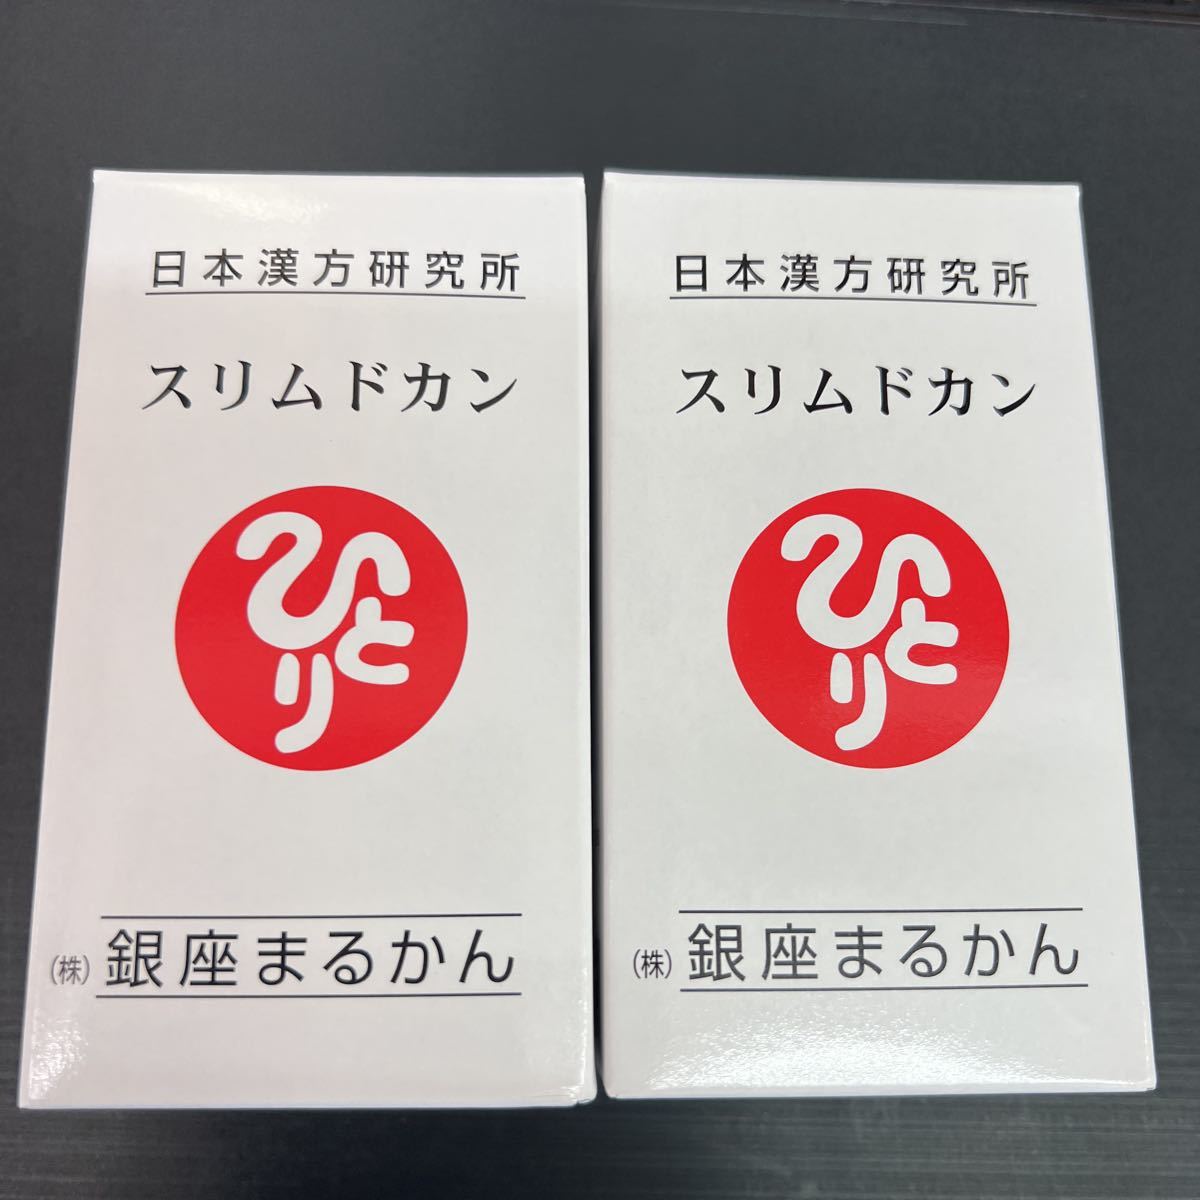 日本漢方研究所
スリムドカン
ひとり
(株)銀座まるかん
日本漢方研究所
スリムドカン
ひとり
(株)銀座まるかん